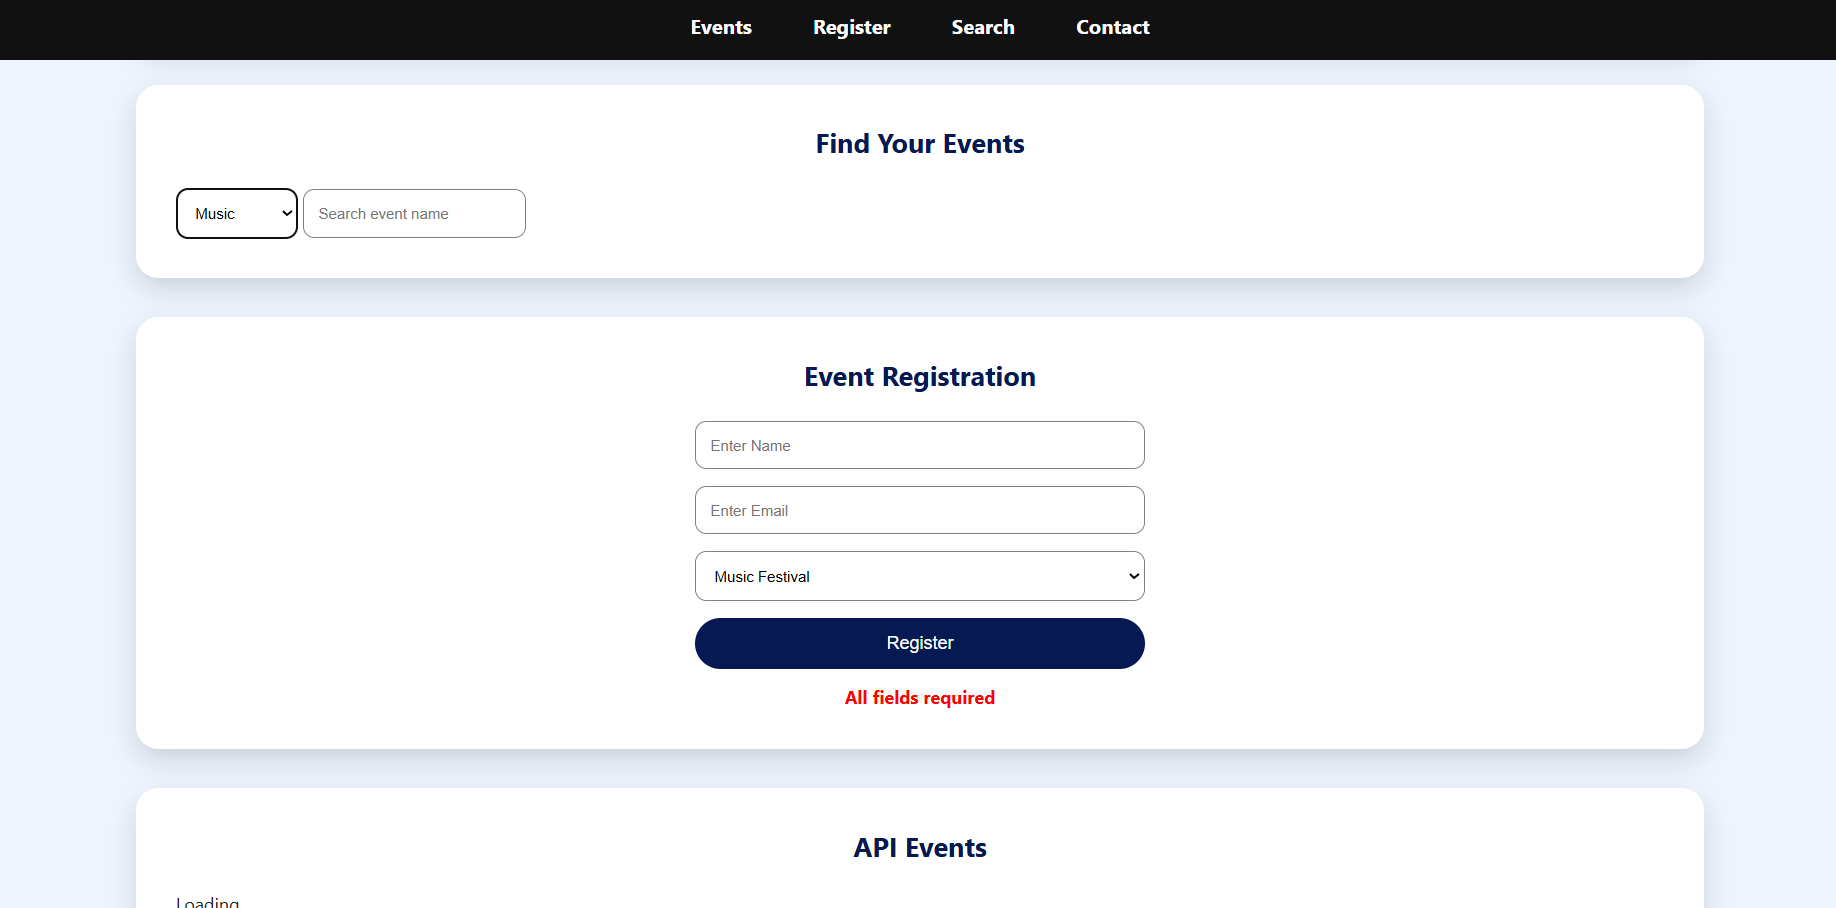 Events Register Search Contact
Find Your Events
Music Search event name
Event Registration
Enter Name
Enter Email
Music Festival
Register
All fields required
API Events
Loading